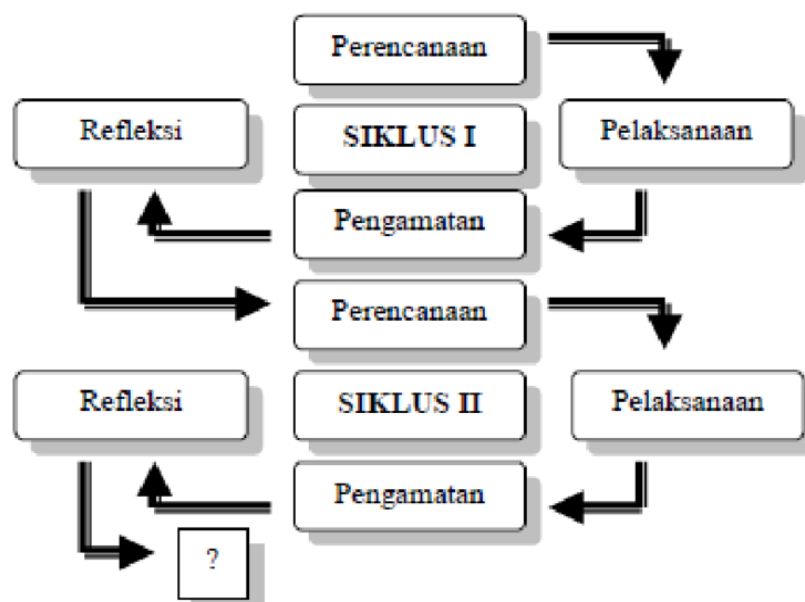 Perencanaan
Refleksi
SIKLUS I
Pelaksanaan
Pengamatan
Perencanaan
Refleksi
SIKLUS II
Pelaksanaan
Pengamatan
?